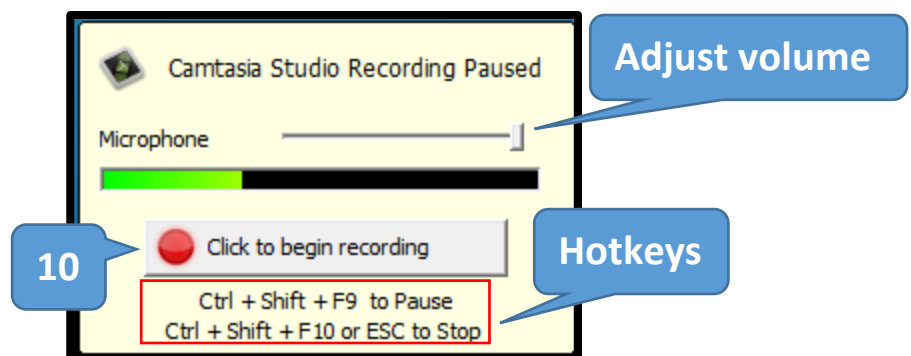 Camtasia Studio Recording Paused
Adjust volume
Microphone
Click to begin recording
10
Hotkeys
Ctrl + Shift + F9 to Pause
Ctrl + Shift + F10 or ESC to Stop